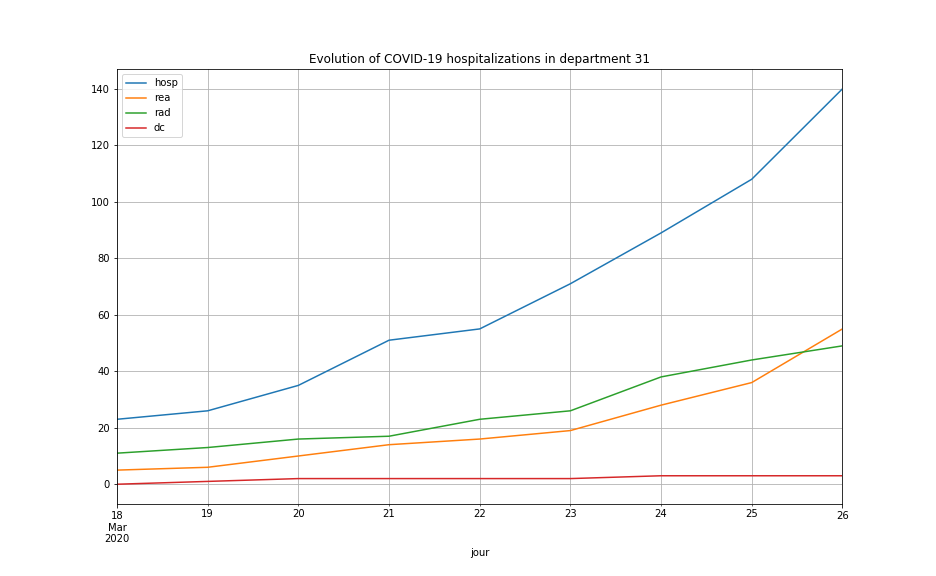 Evolution of COVID-19 hospitalizations in department 31
hosp
rea
rad
dc
140
120
100
80
60
40
20
0
18 19 20 21 22 23 24 25 26
Mar
2020
jour